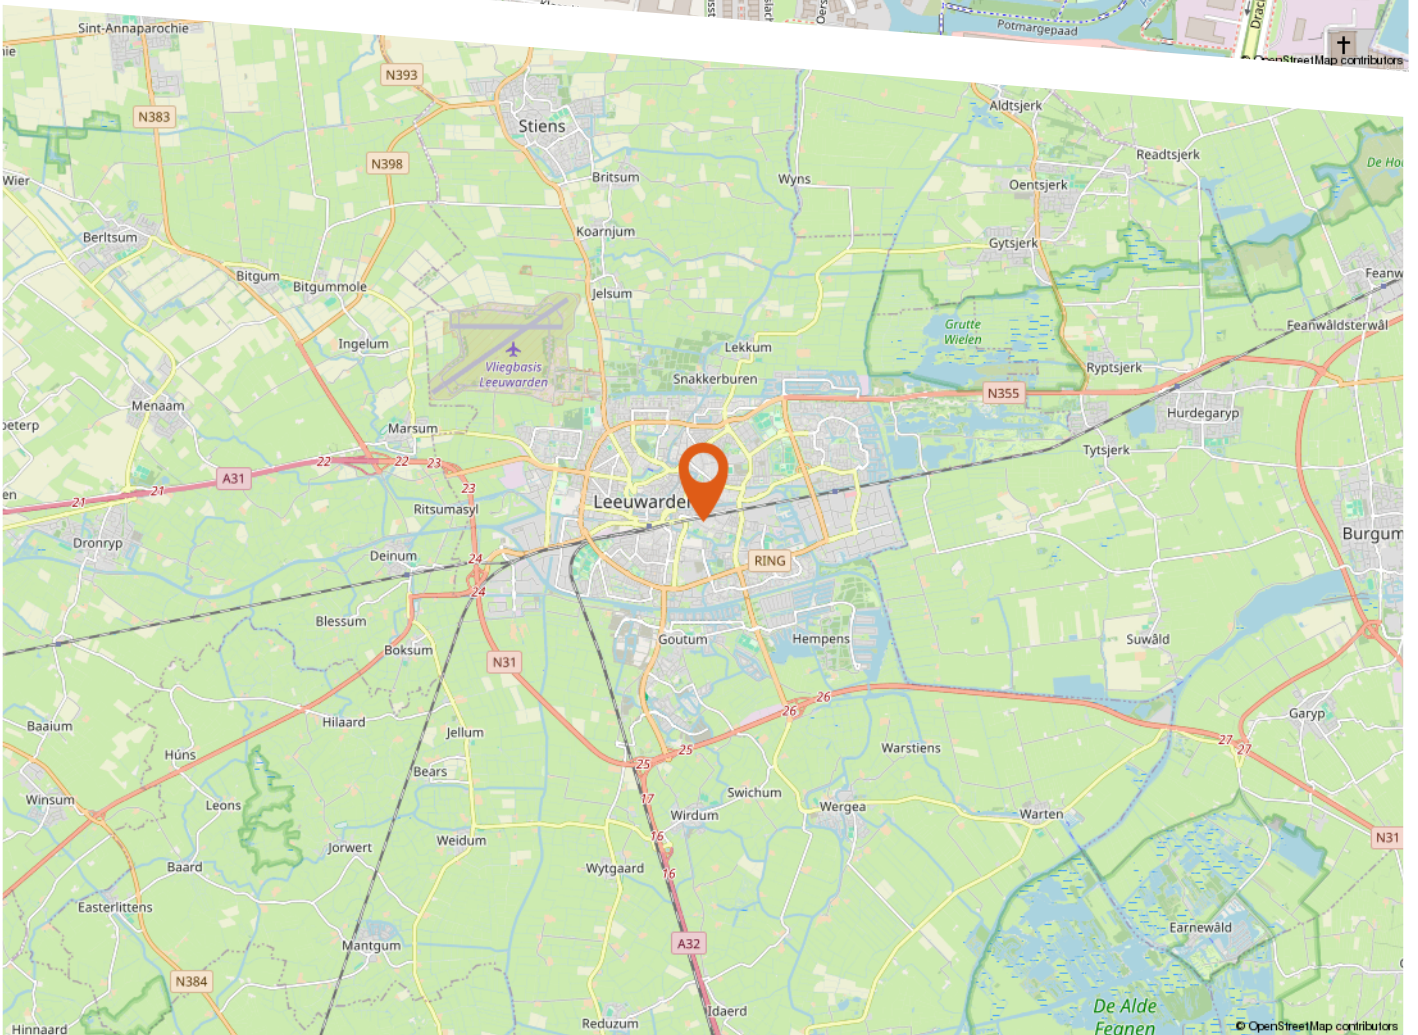 Potmargepaad
© OpenStreetMap contributors
Sint-Annaparochie
N393
Aldtsjerk
N383
Stiens
N398
Readtsjerk
Britsum
Wyns
Oentsjerk
Wier
Koarnjum
Berltsum
Gytsjerk
Bitgum
Bitgummole
Jelsum
Feanwâldsterwâl
Grutte
Wielen
Ingelum
Lekkum
Vliegbasis
Leeuwarden
Snakkerburen
Ryptsjerk
N355
Menaam
Hurdegaryp
Marsum
Tytsjerk
22
22
23
A31
23
21
21
Leeuwarden
Ritsumasyl
Dronryp
Burgum
Deinum
24
RING
24
Blessum
Goutum
Hempens
Suwâld
Boksum
N31
26
26
Garyp
Baaium
Hilaard
Jellum
27
27
Húns
25
Warstiens
25
Bears
Swichum
17
Winsum
Leons
Wergea
Wirdum
Warten
16
N31
Weidum
Jorwert
Baard
Wytgaard
16
Easterlittens
Earnewâld
A32
Mantgum
N384
De Alde
Feanen
Idaerd
Reduzum
Hinnaard
© OpenStreetMap contributors